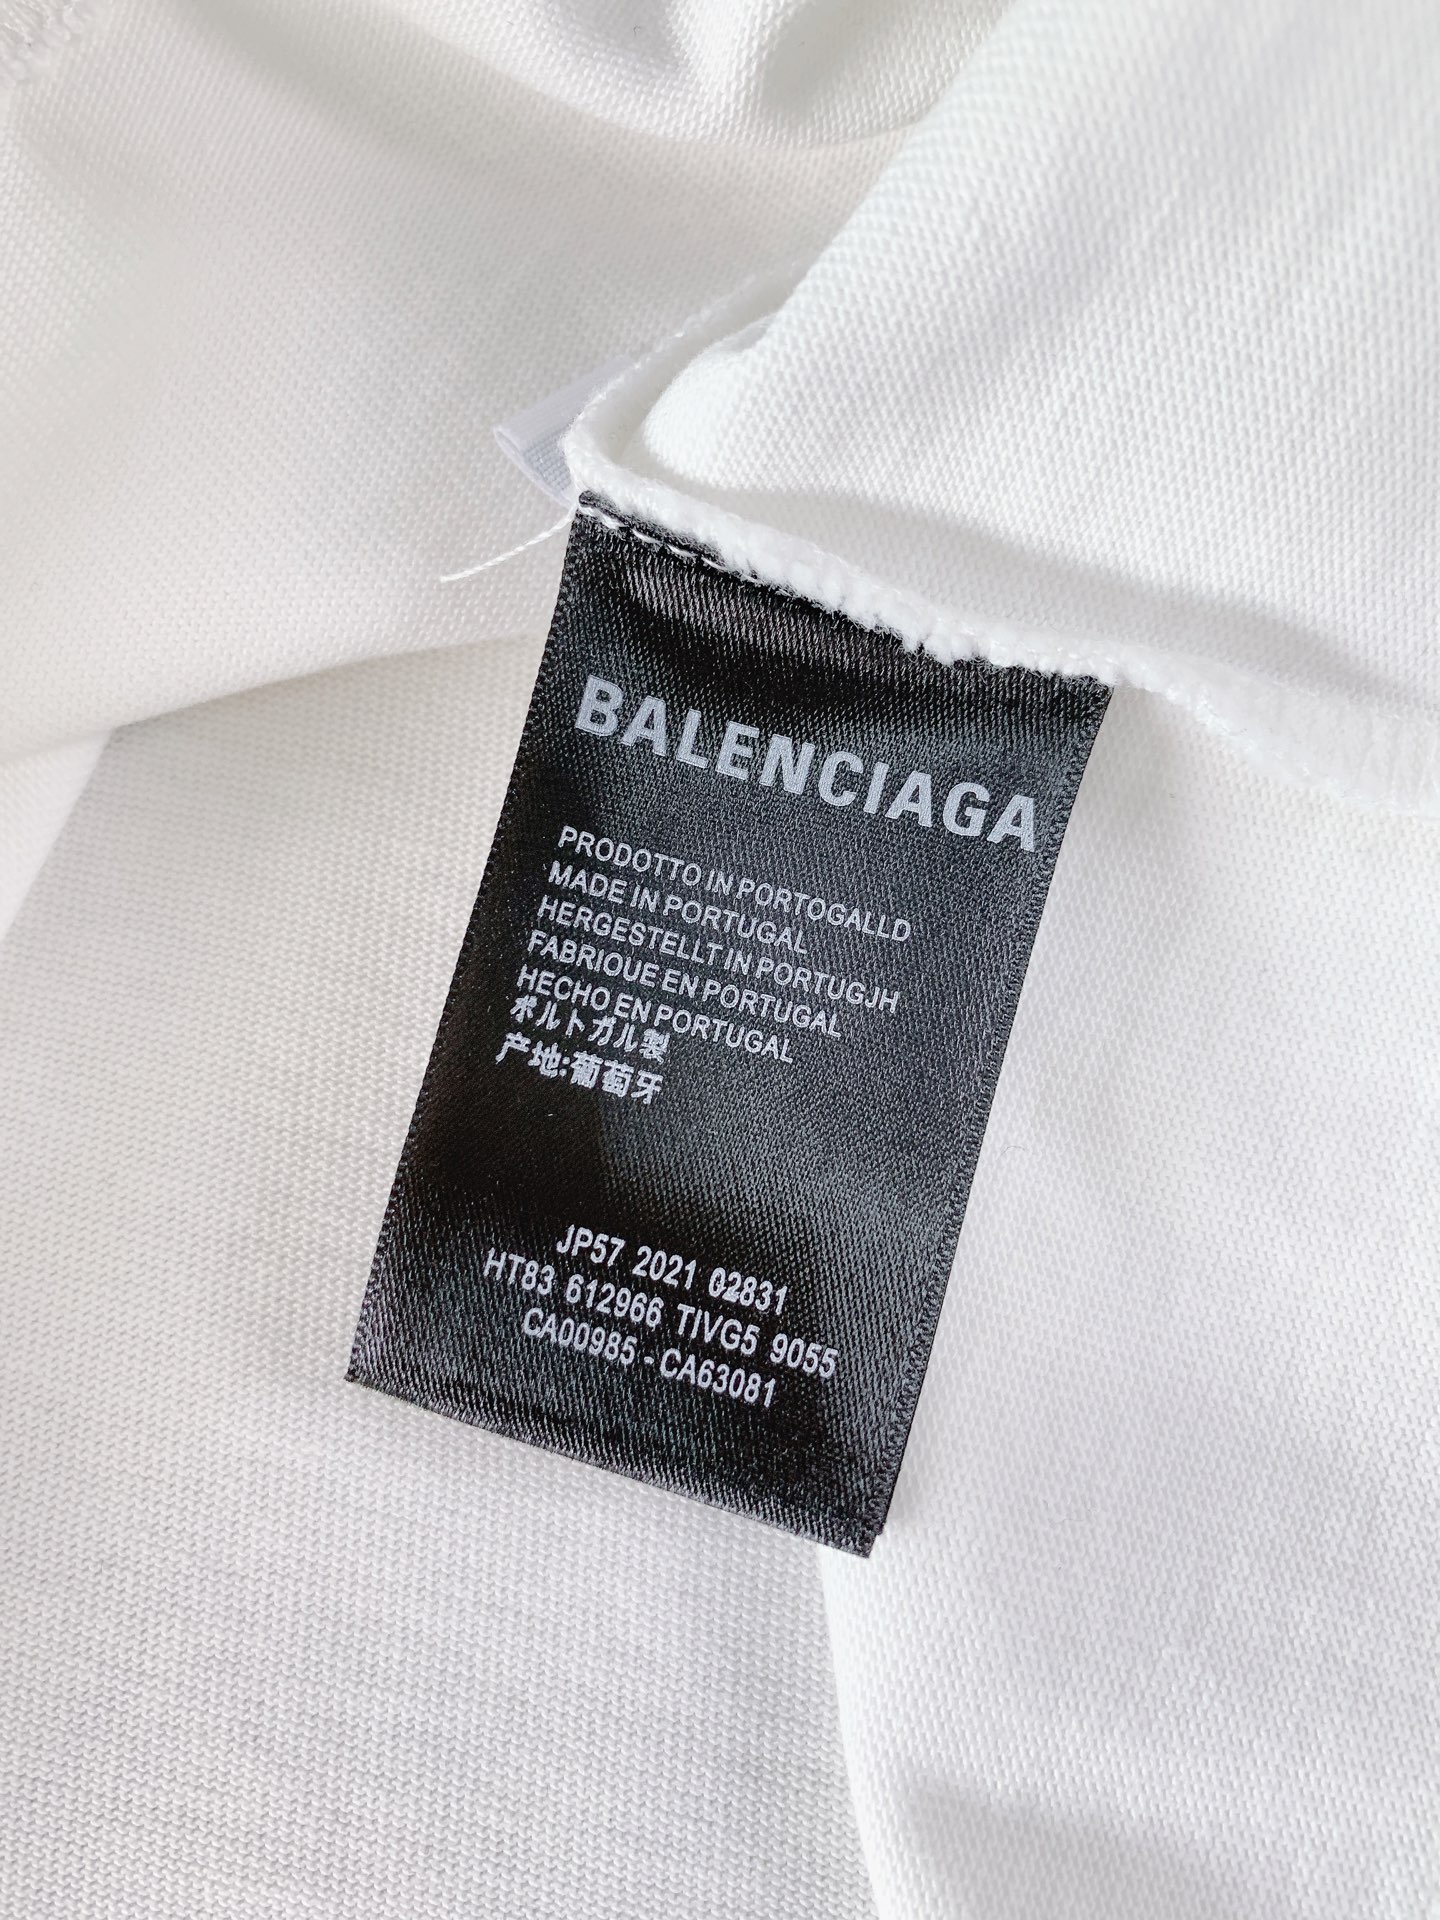 BALENCIAGA
PRODOTTO IN PORTOGALLD
MADE IN PORTUGAL
HERGESTELLT IN PORTUGJH
FABRIOUE EN PORTUGAL
HECHO EN PORTUGAL
ポルトガル製
产地:葡萄牙
JP57 2021 02831
HT83 612966 TIVG5 9055
CA00985 - CA63081